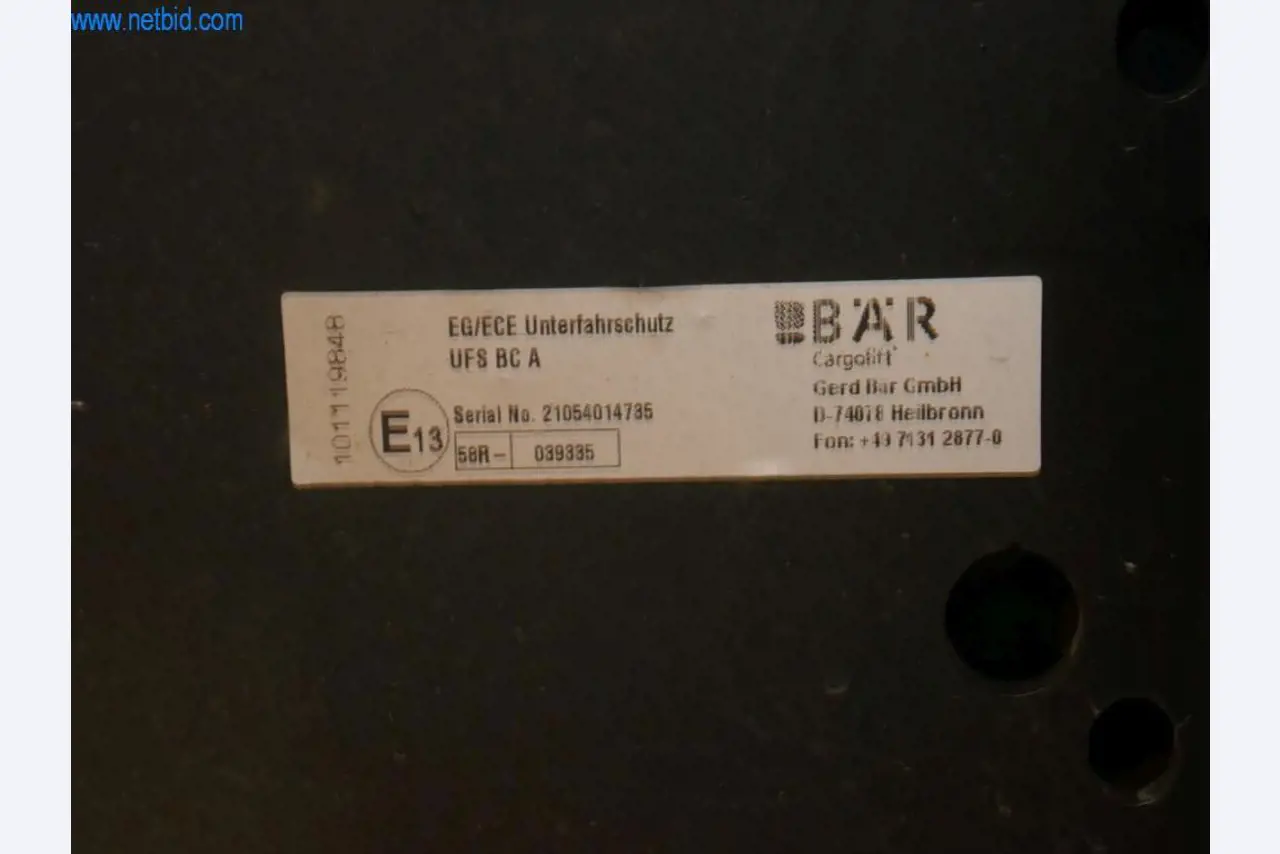 www.netbid.com
101119848
EG/ECE Unterfahrschutz
UFS BC A
E13
Serial No. 21054014735
58R- 039335
BÄR
Cargolift
Gerd Bär GmbH
D-74078 Heilbronn
Fon: +49 7131 2877-0